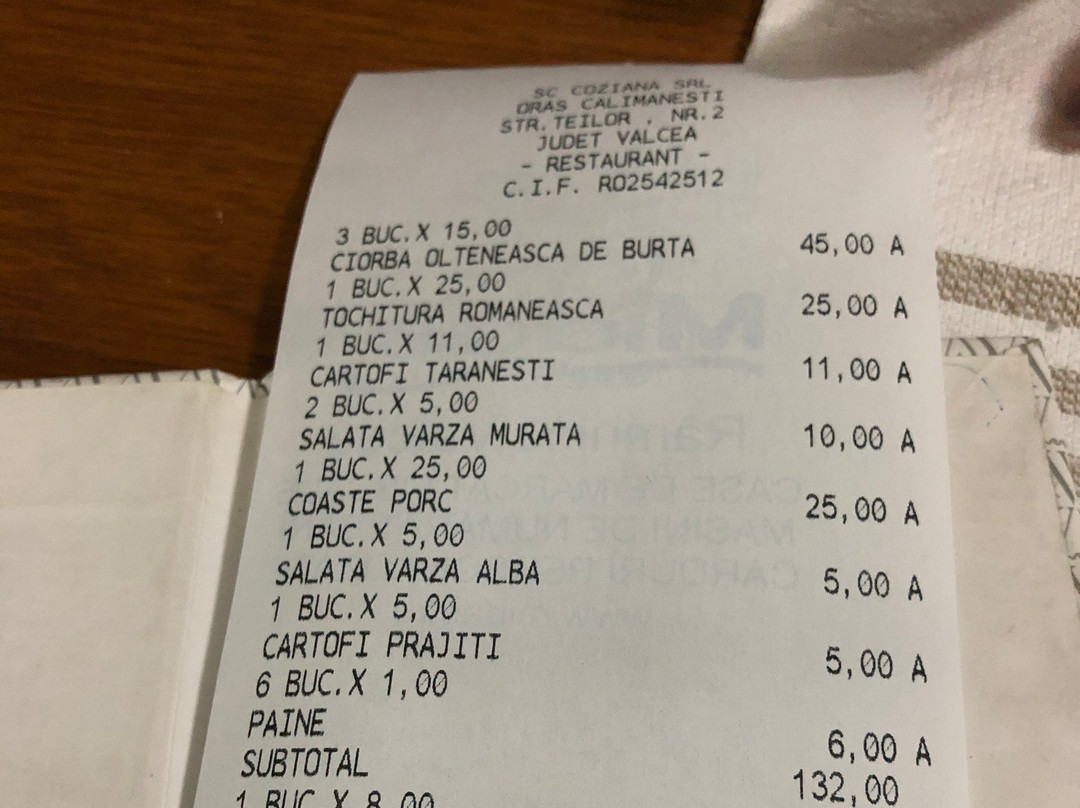 SC COZIANA SRL
ORAS CALIMANESTI
STR.TEILOR , NR.2
JUDET VALCEA
- RESTAURANT -
C.I.F. RO2542512
3 BUC.X 15,00
CIORBA OLTENEASCA DE BURTA 45,00 A
1 BUC.X 25,00
TOCHITURA ROMANEASCA 25,00 A
1 BUC.X 11,00
CARTOFI TARANESTI 11,00 A
2 BUC.X 5,00
SALATA VARZA MURATA 10,00 A
1 BUC.X 25,00
COASTE PORC 25,00 A
1 BUC.X 5,00
SALATA VARZA ALBA 5,00 A
1 BUC.X 5,00
CARTOFI PRAJITI 5,00 A
6 BUC.X 1,00
PAINE 6,00 A
SUBTOTAL 132,00
1 BUC X 8,00